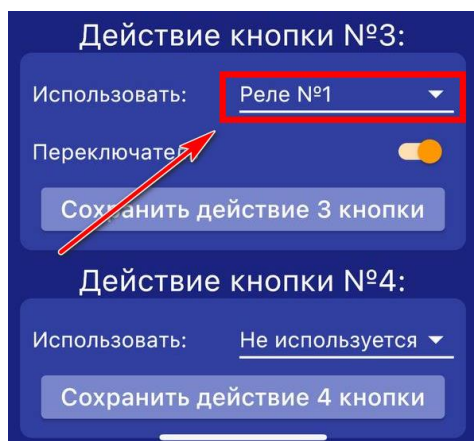 Действие кнопки №3:
Использовать: Реле №1
Переключатель
Сохранить действие 3 кнопки
Действие кнопки №4:
Использовать: Не используется
Сохранить действие 4 кнопки